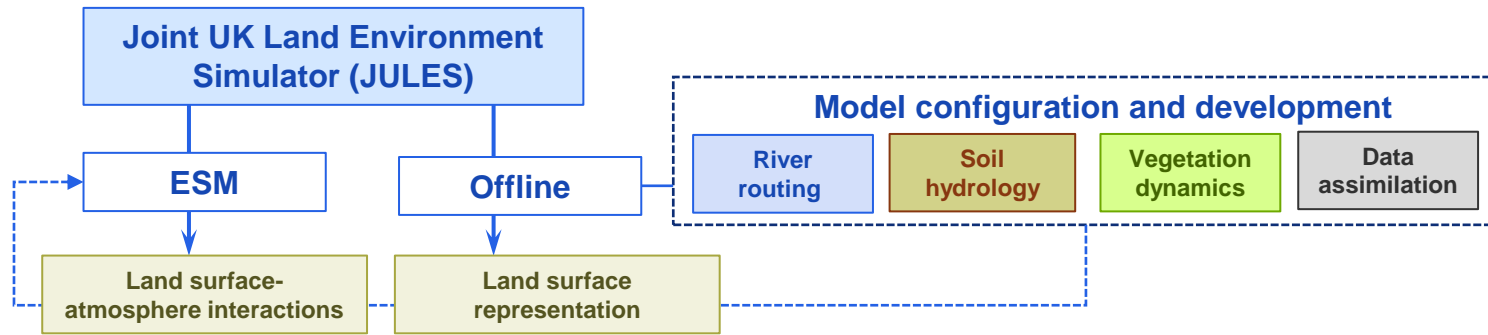 Joint UK Land Environment
Simulator (JULES)
Model configuration and development
River
routing
Soil
hydrology
Vegetation
dynamics
Data
assimilation
ESM
Offline
Land surface-
atmosphere interactions
Land surface
representation